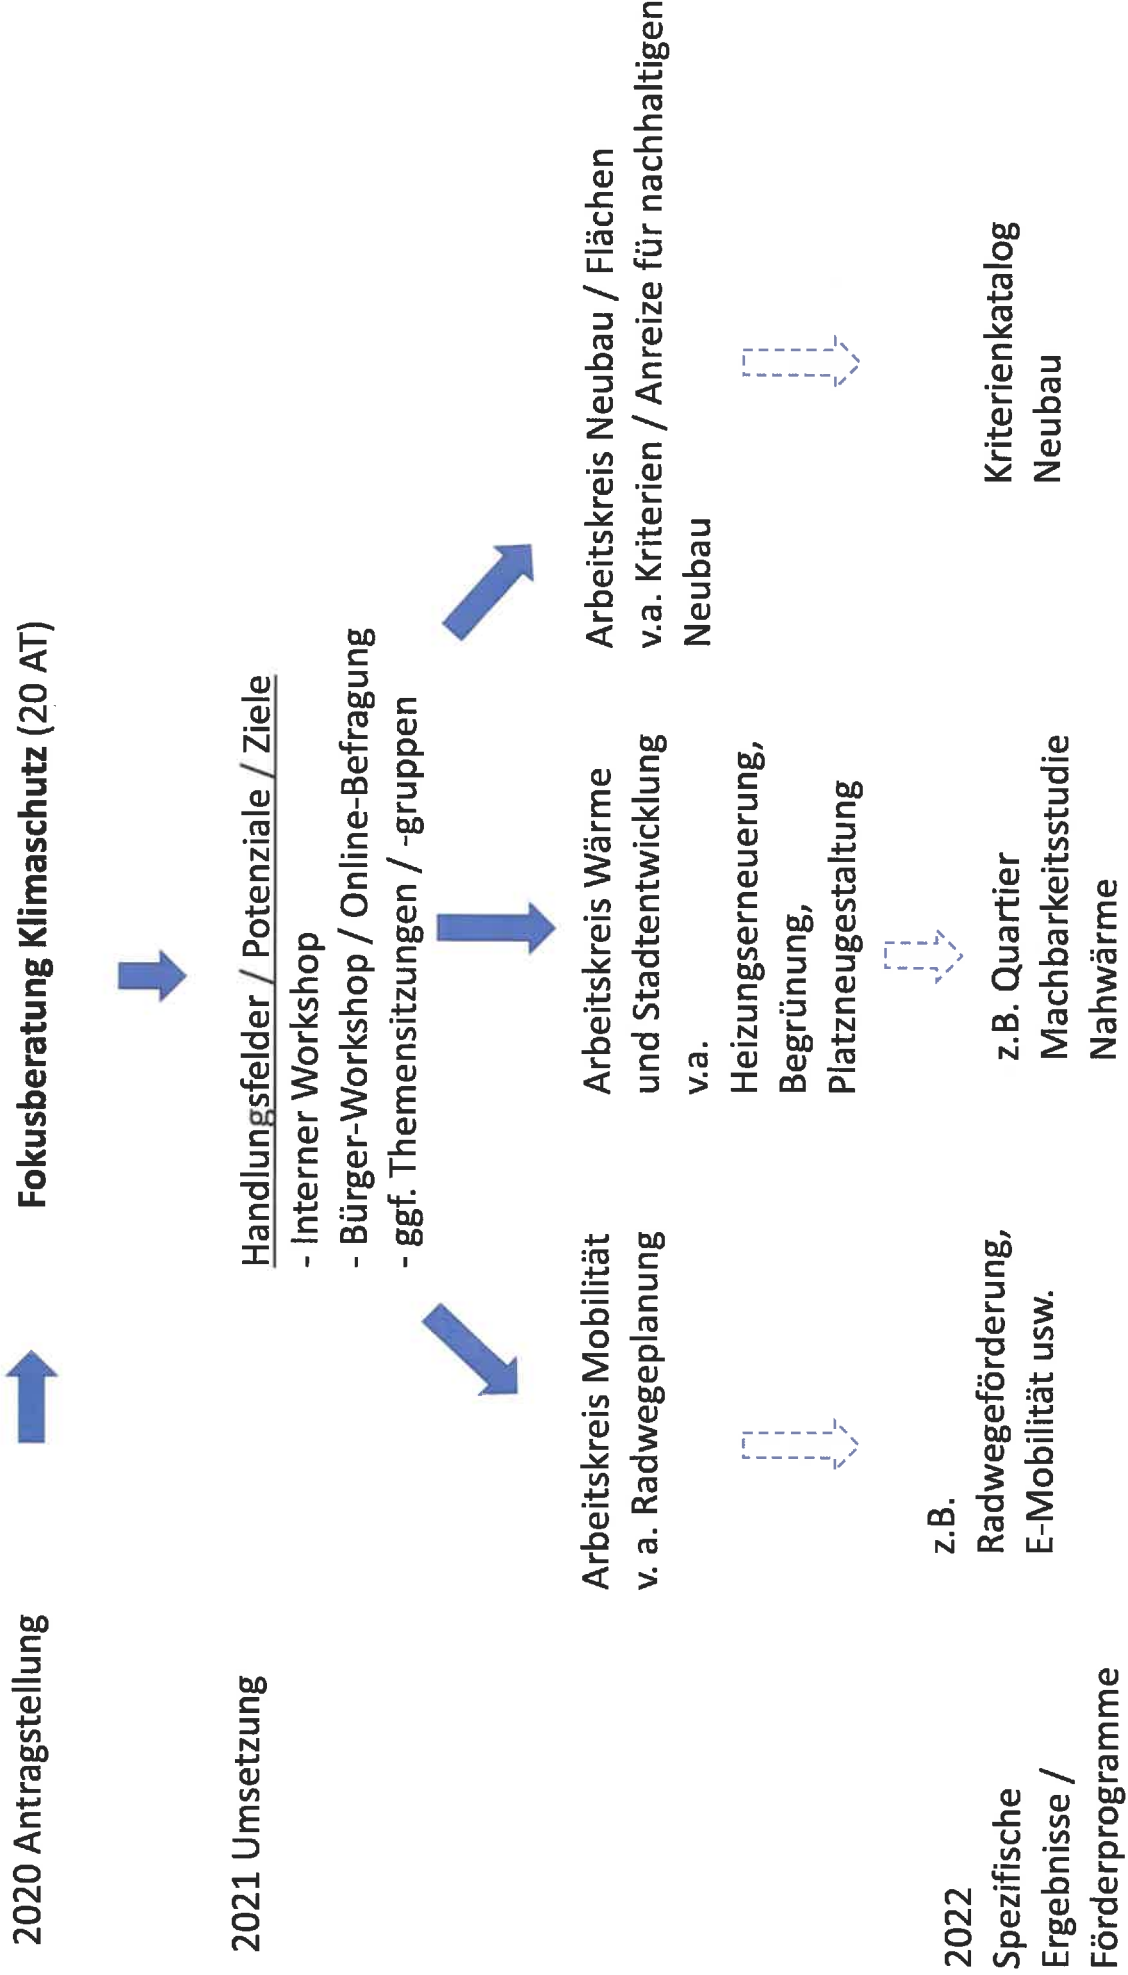 2020 Antragstellung
Fokusberatung Klimaschutz (20 AT)
2021 Umsetzung
Handlungsfelder / Potenziale / Ziele
- Interner Workshop
- Bürger-Workshop / Online-Befragung
- ggf. Themensitzungen / -gruppen
Arbeitskreis Mobilität
v. a. Radwegeplanung
Arbeitskreis Wärme
und Stadtentwicklung
v.a.
Heizungserneuerung,
Begrünung,
Platzneugestaltung
Arbeitskreis Neubau / Flächen
v.a. Kriterien / Anreize für nachhaltigen
Neubau
2022
Spezifische
Ergebnisse /
Förderprogramme
z.B.
Radwegeförderung,
E-Mobilität usw.
z.B. Quartier
Machbarkeitsstudie
Nahwärme
Kriterienkatalog
Neubau